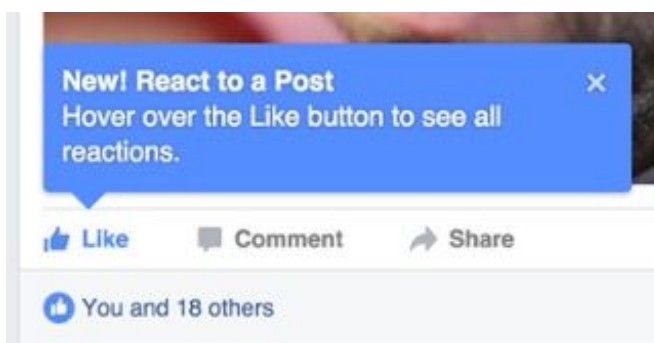 New! React to a Post
Hover over the Like button to see all
reactions.
Like Comment Share
You and 18 others